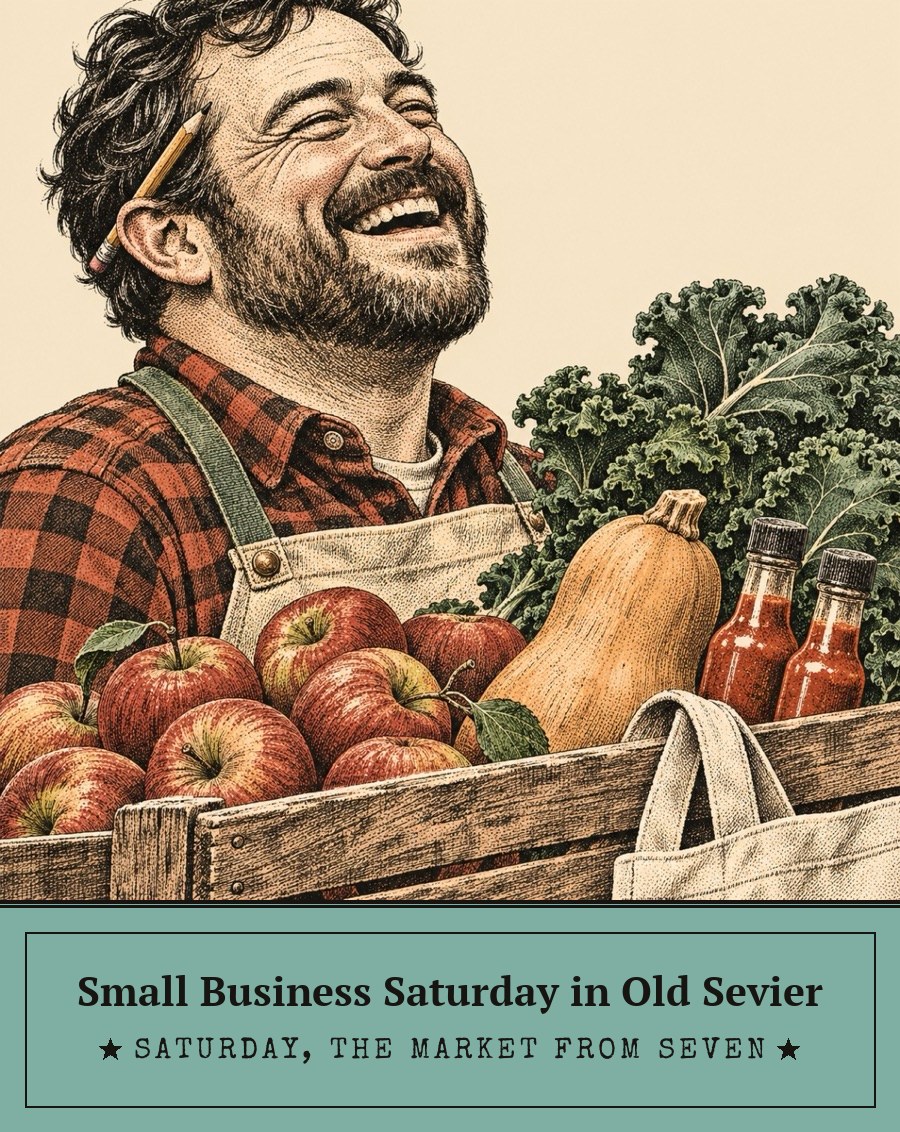 Small Business Saturday in Old Sevier
★ SATURDAY, THE MARKET FROM SEVEN ★